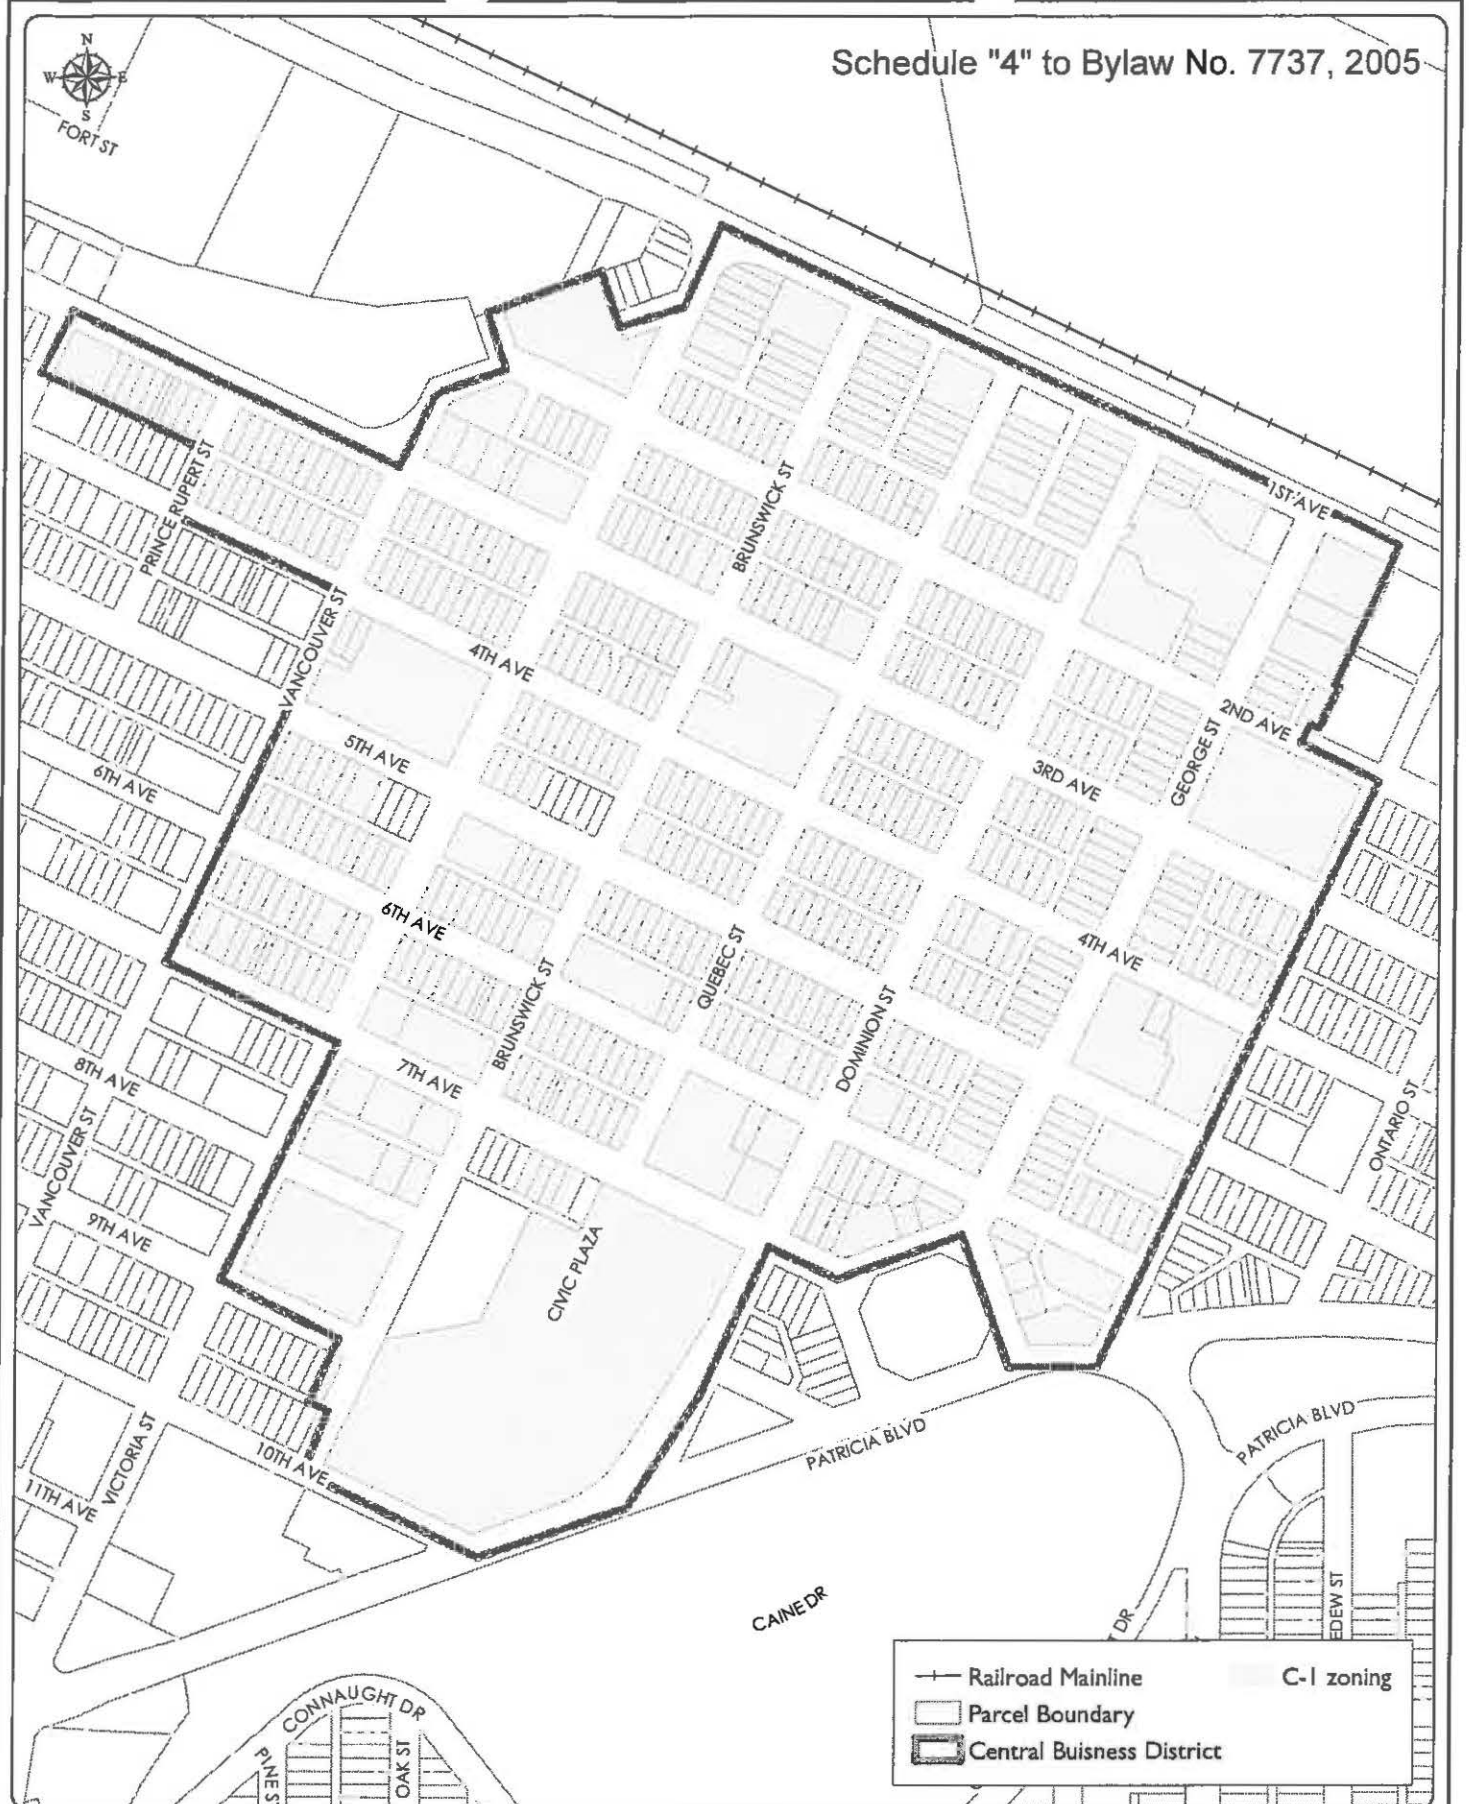 Schedule "4" to Bylaw No. 7737, 2005
N
W E
S
FORT ST
1ST AVE
BRUNSWICK ST
PRINCE RUPERT ST
VANCOUVER ST
4TH AVE
2ND AVE
GEORGE ST
3RD AVE
5TH AVE
6TH AVE
6TH AVE
4TH AVE
QUEBEC ST
BRUNSWICK ST
DOMINION ST
7TH AVE
8TH AVE
ONTARIO ST
VANCOUVER ST
9TH AVE
CIVIC PLAZA
PATRICIA BLVD
PATRICIA BLVD
10TH AVE
VICTORIA ST
11TH AVE
CAINE DR
T DR
EDEW ST
CONNAUGHT DR
PINE S
OAK ST
Railroad Mainline
C-1 zoning
Parcel Boundary
Central Buisness District